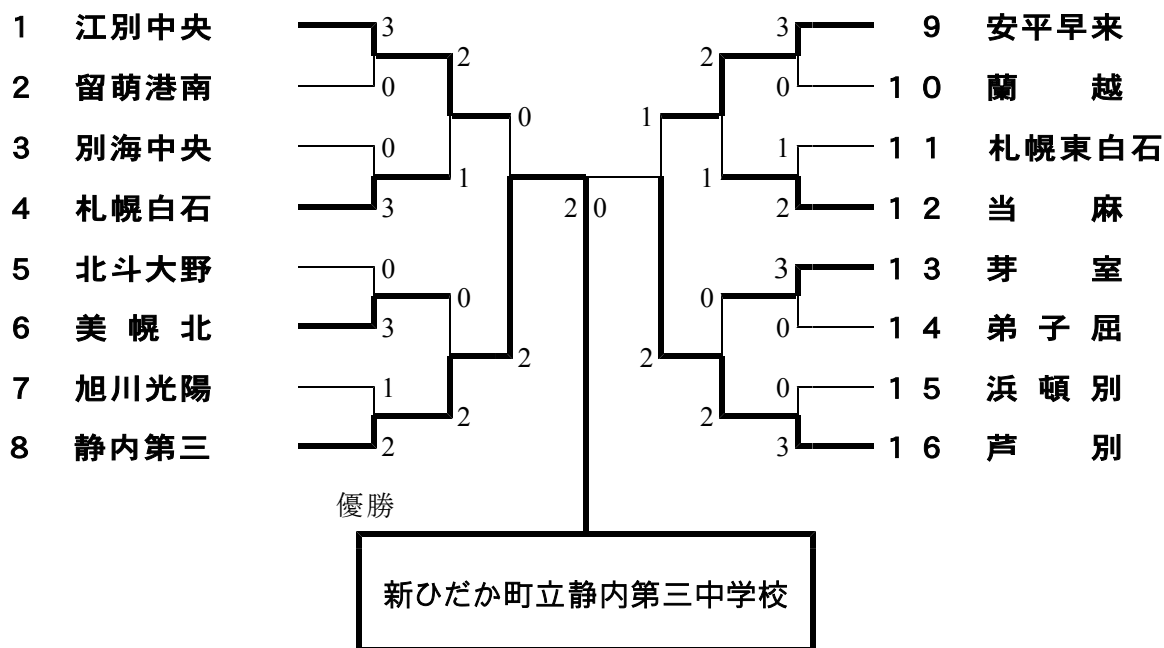 1 江別中央 3 3 9 安平早来
2 2
2 留萌港南 0 0 10 蘭越
0 1
3 別海中央 0 1 11 札幌東白石
1 1
4 札幌白石 3 2 0 2 12 当麻
5 北斗大野 0 3 13 芽室
0 0
6 美幌北 3 0 14 弟子屈
2 2
7 旭川光陽 1 0 15 浜頓別
2 2
8 静内第三 2 3 16 芦別
優勝
新ひだか町立静内第三中学校